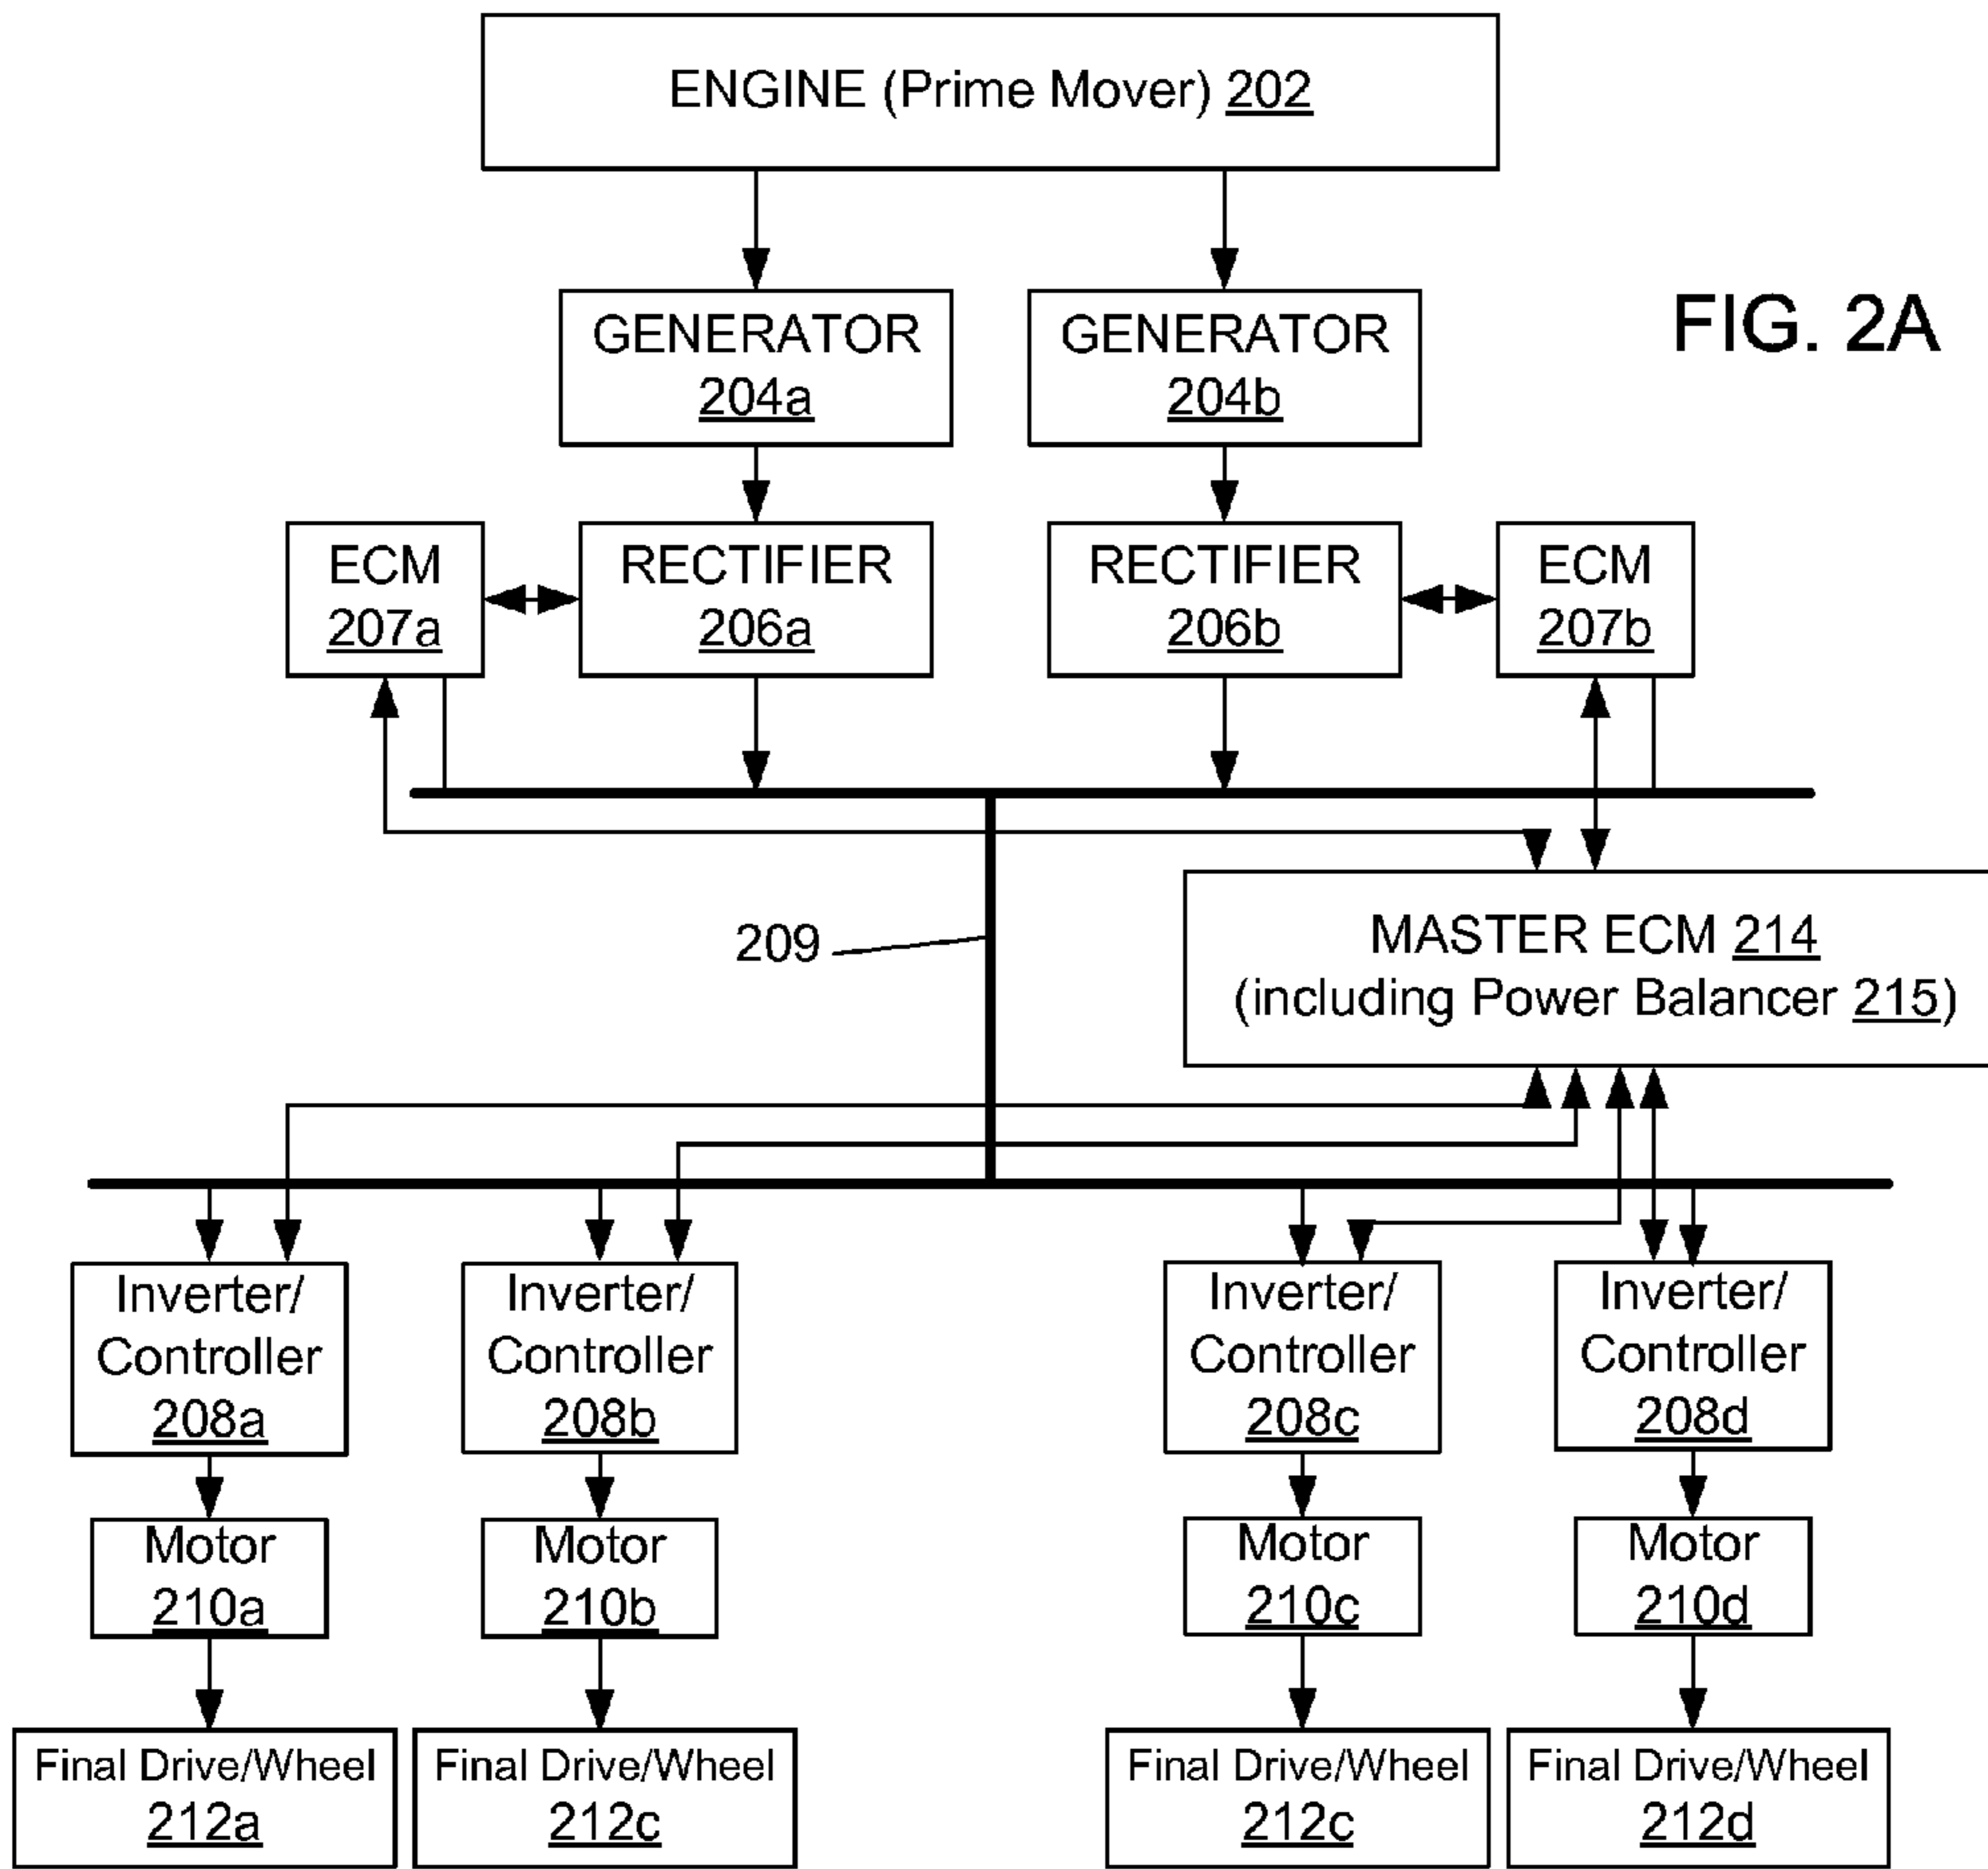 ENGINE (Prime Mover) 202
FIG. 2A
GENERATOR
204a
GENERATOR
204b
ECM
207a
RECTIFIER
206a
RECTIFIER
206b
ECM
207b
209
MASTER ECM 214
(including Power Balancer 215)
Inverter/
Controller
208a
Inverter/
Controller
208b
Inverter/
Controller
208c
Inverter/
Controller
208d
Motor
210a
Motor
210b
Motor
210c
Motor
210d
Final Drive/Wheel
212a
Final Drive/Wheel
212c
Final Drive/Wheel
212c
Final Drive/Wheel
212d